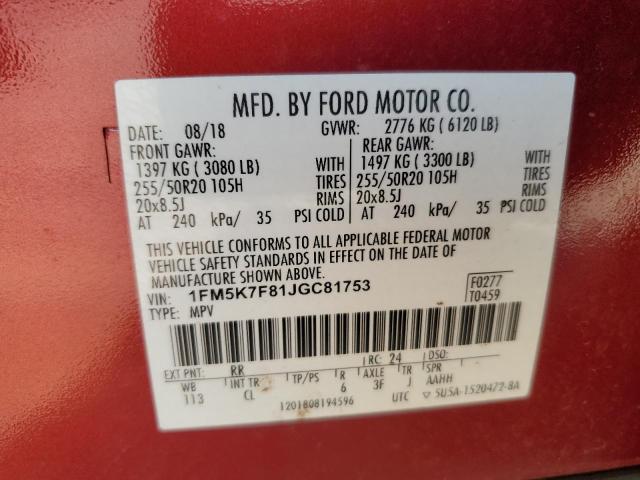 MFD. BY FORD MOTOR CO.
DATE: 08/18 GVWR: 2776 KG ( 6120 LB)
FRONT GAWR: REAR GAWR:
1397 KG ( 3080 LB) WITH 1497 KG ( 3300 LB) WITH
255/50R20 105H TIRES 255/50R20 105H TIRES
20x8.5J RIMS 20x8.5J RIMS
AT 240 kPa/ 35 PSI COLD AT 240 kPa/ 35 PSI COLD
THIS VEHICLE CONFORMS TO ALL APPLICABLE FEDERAL MOTOR
VEHICLE SAFETY STANDARDS IN EFFECT ON THE DATE OF
MANUFACTURE SHOWN ABOVE.
VIN: 1FM5K7F81JGC81753 F0277
TYPE: MPV T0459
EXT PNT: RR RC: 24 DSO:
WB INT TR TP/PS R AXLE TR SPR
113 CL 6 3F J AAHH
1201808194596 UTC ▽ 5U5A-1520472-BA